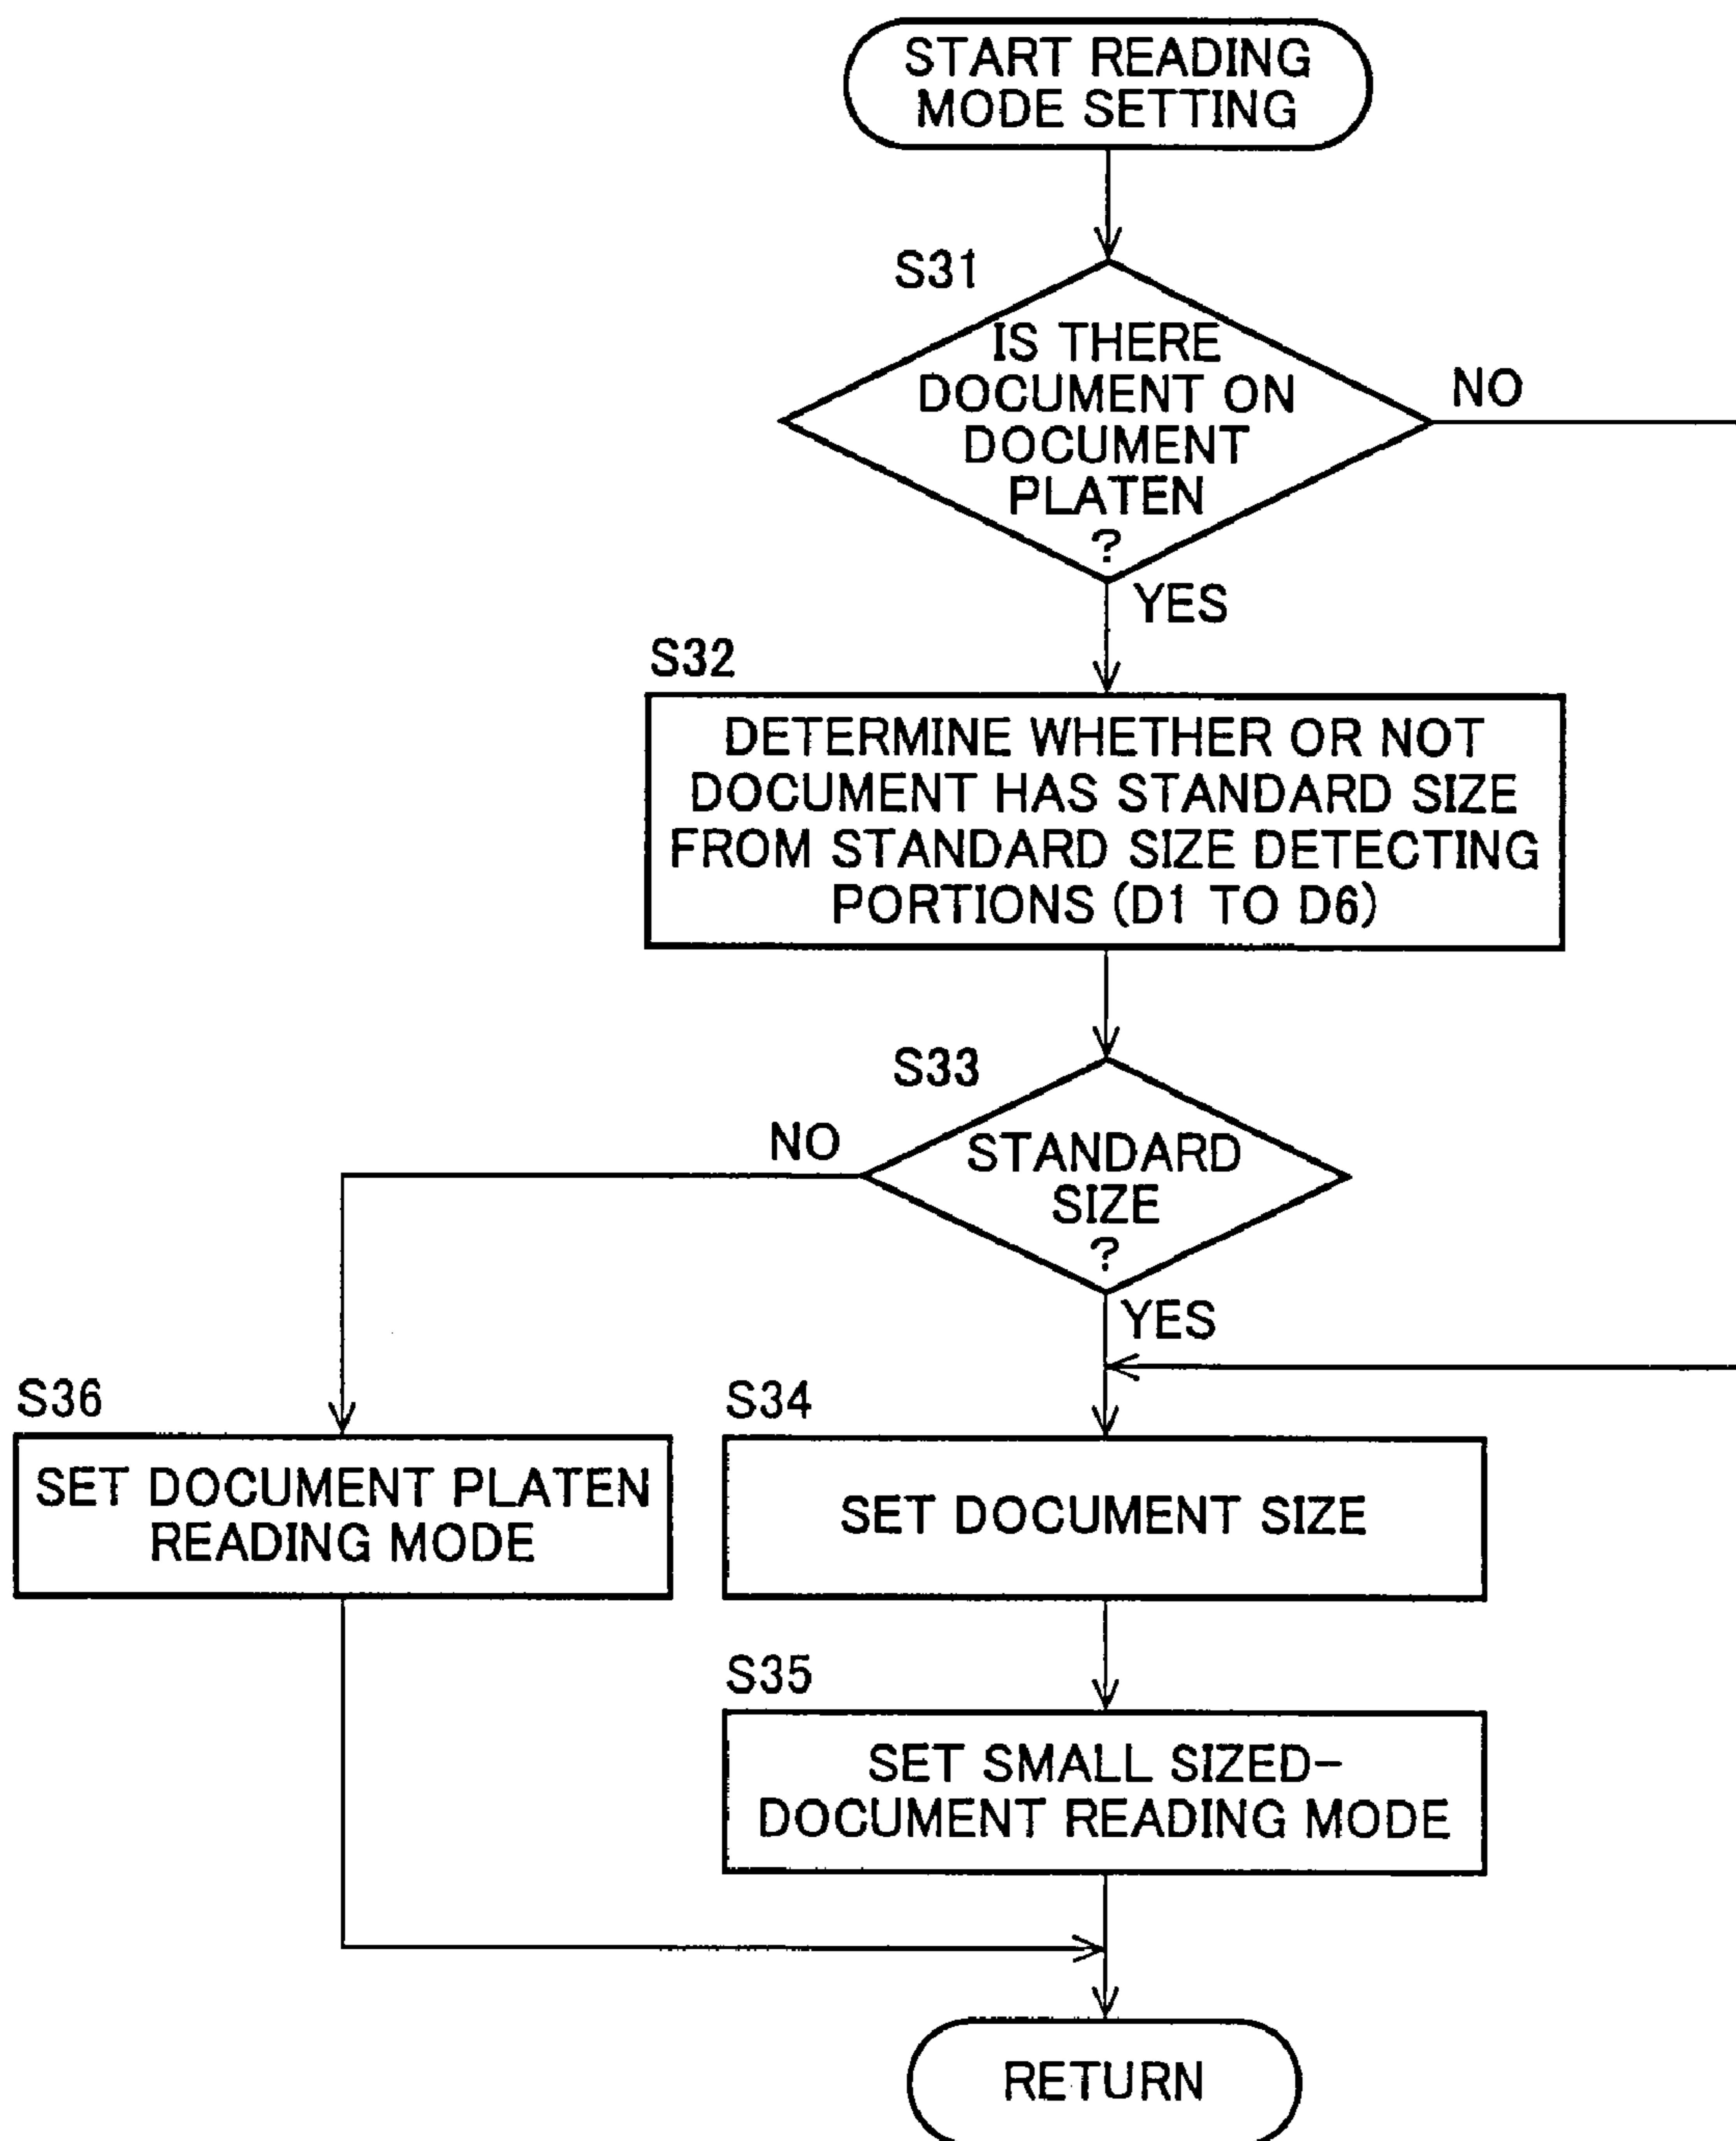 START READING
MODE SETTING
S31
IS THERE
DOCUMENT ON
DOCUMENT
PLATEN
?
NO
YES
S32
DETERMINE WHETHER OR NOT
DOCUMENT HAS STANDARD SIZE
FROM STANDARD SIZE DETECTING
PORTIONS (D1 TO D6)
S33
NO
STANDARD
SIZE
?
YES
S36
SET DOCUMENT PLATEN
READING MODE
S34
SET DOCUMENT SIZE
S35
SET SMALL SIZED-
DOCUMENT READING MODE
RETURN